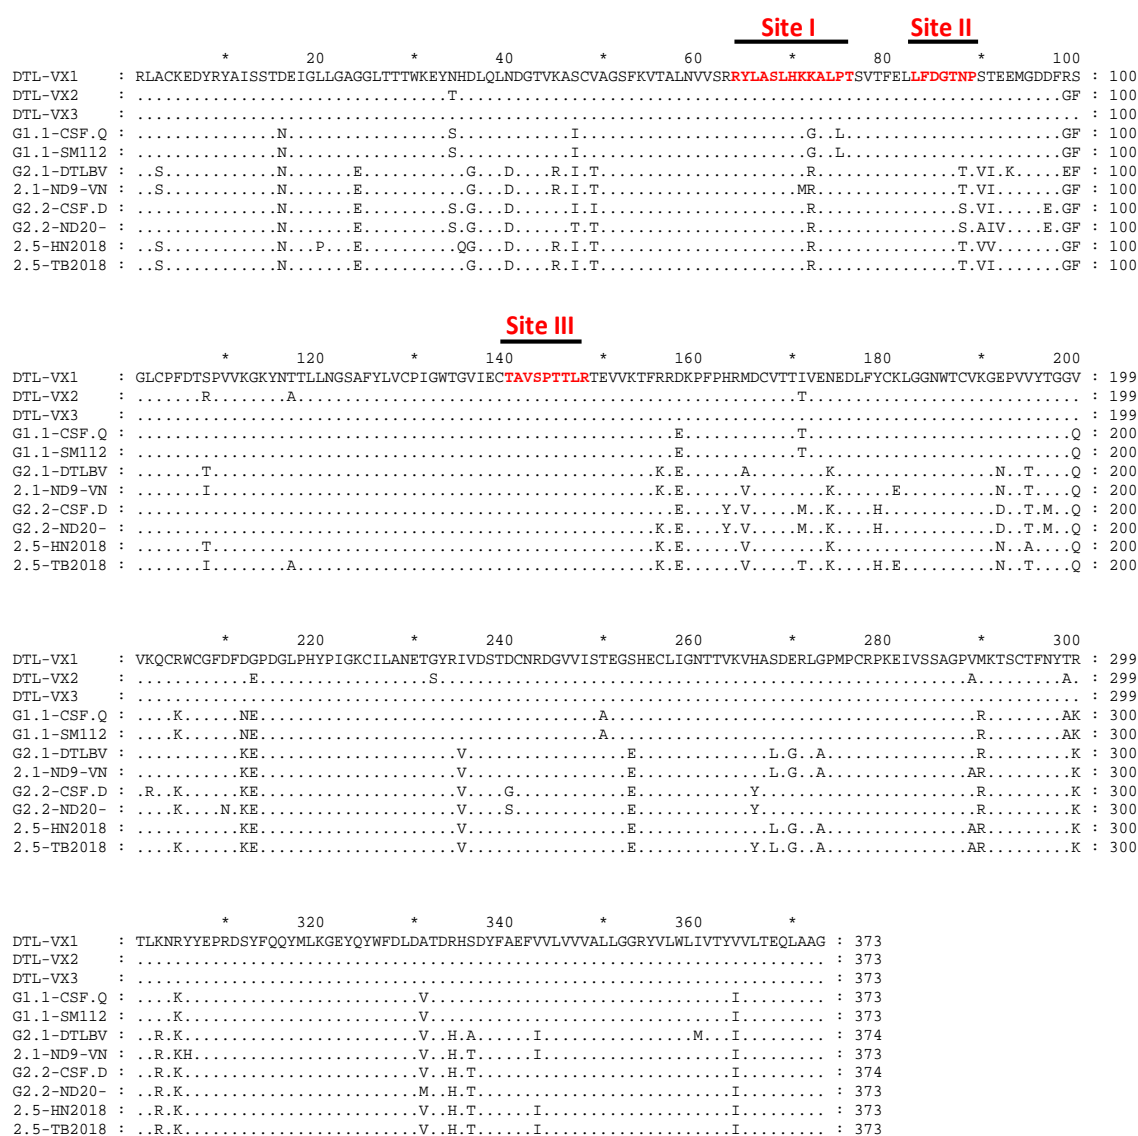 Site I Site II
* 20 * 40 * 60 * 80 * 100
DTL-VX1 : RLACKEDYRYAISSTDEIGLLGAGGLTTTWKEYNHDLQLNDGTVKASCVAGSFKVTALNVVSRRYLASLHKKALPTSVTFELLFDGTNPSTEEMGDDFRS : 100
DTL-VX2 : .................................T................................................................GF : 100
DTL-VX3 : .................................................................................................... : 100
G1.1-CSF.Q : ...............N.................S............I........................G..L.......................GF : 100
G1.1-SM112 : ...............N.................S............I........................G..L.......................GF : 100
G2.1-DTLBV : ..S............N.......E...........G...D....R.I.T......................R...............T.VI.K.....EF : 100
2.1-ND9-VN : ..S............N.......E...........G...D....R.I.T.....................MR...............T.VI.......GF : 100
G2.2-CSF.D : ...............N.......E.........S.G...D......I.I......................R...............S.VI.....E.GF : 100
G2.2-ND20- : ...............N.......E.........S.G...D......T.T......................R...............S.AIV....E.GF : 100
2.5-HN2018 : ..S............N...P...E..........QG...D....R.I.T......................R...............T.VV.......GF : 100
2.5-TB2018 : ..S............N.......E...........G...D....R.I.T......................R...............T.VI.......GF : 100
Site III
* 120 * 140 * 160 * 180 * 200
DTL-VX1 : GLCPFDTSPVVKGKYNTTLLNGSAFYLVCPIGWTGVIECTAVSPTTLRTEVVKTFRRDKPFPHRMDCVTTIVENEDLFYCKLGGNWTCVKGEPVVYTGGV : 199
DTL-VX2 : .......R........A.....................................................T............................. : 199
DTL-VX3 : .................................................................................................... : 199
G1.1-CSF.Q : .........................................................E............T............................Q : 200
G1.1-SM112 : .........................................................E............T............................Q : 200
G2.1-DTLBV : .......T...............................................K.E......A........K.................N..T....Q : 200
2.1-ND9-VN : .......I...............................................K.E......V........K......E..........N..T....Q : 200
G2.2-CSF.D : .........................................................E....Y.V.....M..K....H............D..T.M..Q : 200
G2.2-ND20- : .......................................................K.E....Y.V.....M..K....H............D..T.M..Q : 200
2.5-HN2018 : .......T...............................................K.E......V........K.................N..A....Q : 200
2.5-TB2018 : .......I........A......................................K.E......V.....T..K....H.E..........N..T....Q : 200
* 220 * 240 * 260 * 280 * 300
DTL-VX1 : VKQCRWCGFDFDGPDGLPHYPIGKCILANETGYRIVDSTDCNRDGVVISTEGSHECLIGNTTVKVHASDERLGPMPCRPKEIVSSAGPVMKTSCTFNYTR : 299
DTL-VX2 : ............E..................S........................................................A.........A. : 299
DTL-VX3 : .................................................................................................... : 299
G1.1-CSF.Q : ....K......NE....................................A.......................................R........AK : 300
G1.1-SM112 : ....K......NE....................................A.......................................R........AK : 300
G2.1-DTLBV : ...........KE.....................V.................E..............L.G..A................R.........K : 300
2.1-ND9-VN : ...........KE.....................V.................E..............L.G..A...............AR.........K : 300
G2.2-CSF.D : .R..K......KE.....................V....G............E............Y.......................R.........K : 300
G2.2-ND20- : ....K....N.KE.....................V....S............E............Y.......................R.........K : 300
2.5-HN2018 : ...........KE.....................V.................E..............L.G..A...............AR.........K : 300
2.5-TB2018 : ....K......KE.....................V.................E............Y.L.G..A...............AR.........K : 300
* 320 * 340 * 360 *
DTL-VX1 : TLKNRYYEPRDSYFQQYMLKGEYQYWFDLDATDRHSDYFAEFVVLVVVALLGGRYVLWLIVTYVVLTEQLAAG : 373
DTL-VX2 : ......................................................................... : 373
DTL-VX3 : ......................................................................... : 373
G1.1-CSF.Q : ....K.........................V................................I......... : 373
G1.1-SM112 : ....K.........................V................................I......... : 373
G2.1-DTLBV : ..R.K.........................V..H.A......I................M...I......... : 374
2.1-ND9-VN : ..R.KH........................V..H.T......I....................I......... : 373
G2.2-CSF.D : ..R.K.........................V..H.T...........................I......... : 374
G2.2-ND20- : ..R.K.........................M..H.T...........................I......... : 373
2.5-HN2018 : ..R.K.........................V..H.T......I....................I......... : 373
2.5-TB2018 : ..R.K.........................V..H.T......I....................I......... : 373